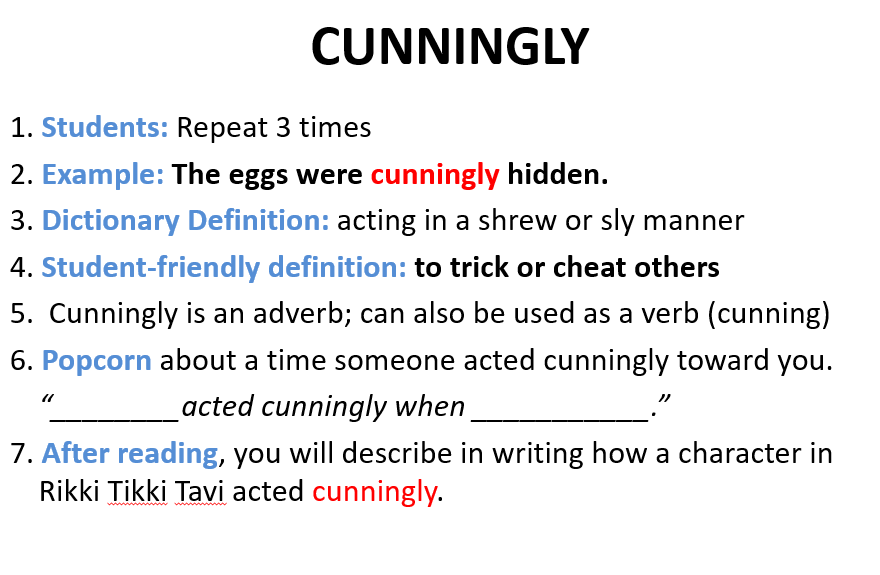 CUNNINGLY
1. Students: Repeat 3 times
2. Example: The eggs were cunningly hidden.
3. Dictionary Definition: acting in a shrew or sly manner
4. Student-friendly definition: to trick or cheat others
5. Cunningly is an adverb; can also be used as a verb (cunning)
6. Popcorn about a time someone acted cunningly toward you.
“________ acted cunningly when ___________.”
7. After reading, you will describe in writing how a character in
Rikki Tikki Tavi acted cunningly.